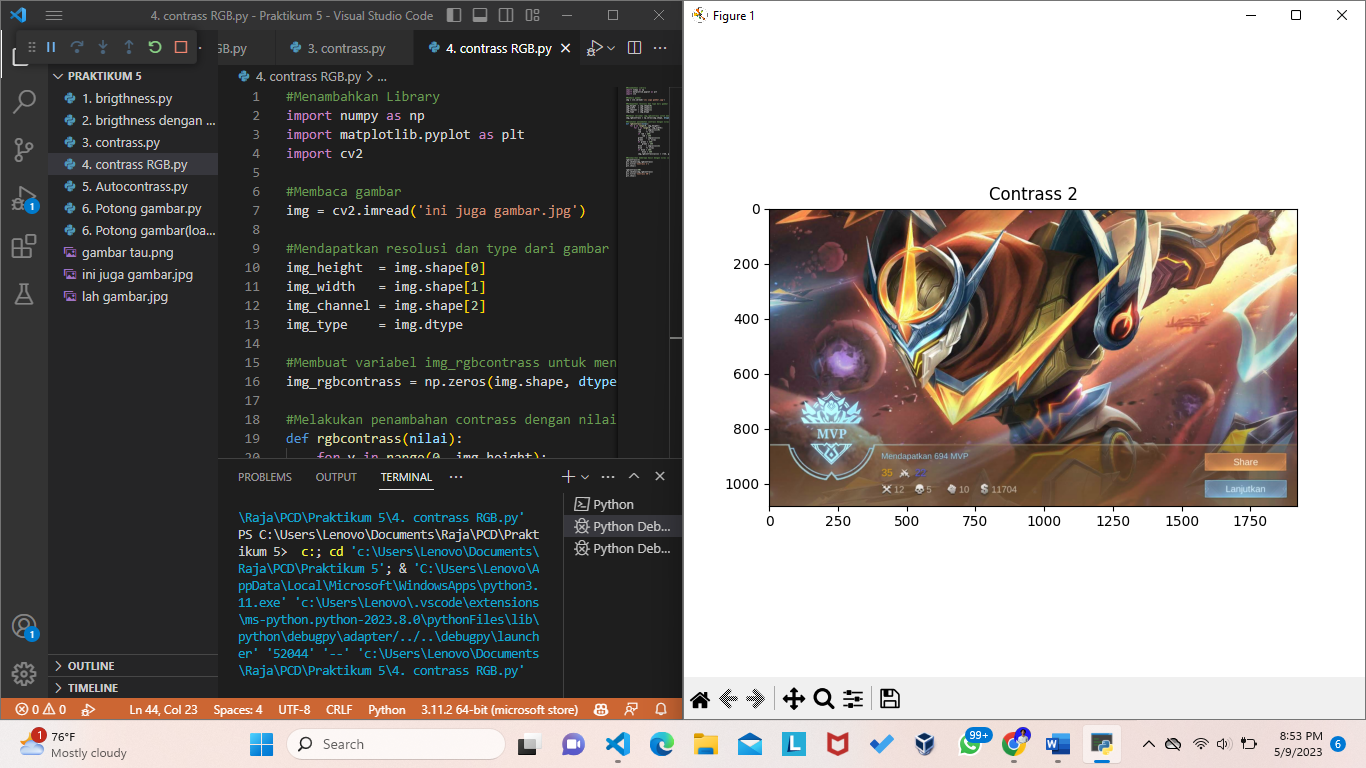 4. contrass RGB.py - Praktikum 5 - Visual Studio Code
GB.py
3. contrass.py
4. contrass RGB.py
PRAKTIKUM 5
1. brigthness.py
2. brigthness dengan ...
3. contrass.py
4. contrass RGB.py
5. Autocontrass.py
6. Potong gambar.py
6. Potong gambar(loa...
gambar tau.png
ini juga gambar.jpg
lah gambar.jpg
OUTLINE
TIMELINE
1
1
4. contrass RGB.py > ...
1 #Menambahkan Library
2 import numpy as np
3 import matplotlib.pyplot as plt
4 import cv2
5
6 #Membaca gambar
7 img = cv2.imread('ini juga gambar.jpg')
8
9 #Mendapatkan resolusi dan type dari gambar
10 img_height  = img.shape[0]
11 img_width   = img.shape[1]
12 img_channel = img.shape[2]
13 img_type    = img.dtype
14
15 #Membuat variabel img_rgbcontrass untuk men
16 img_rgbcontrass = np.zeros(img.shape, dtype
17
18 #Melakukan penambahan contrass dengan nilai
19 def rgbcontrass(nilai):
20     for y in range(0, img_height):
PROBLEMS OUTPUT TERMINAL ...
\Raja\PCD\Praktikum 5\4. contrass RGB.py'
PS C:\Users\Lenovo\Documents\Raja\PCD\Prakt
ikum 5>  c:; cd 'c:\Users\Lenovo\Documents\
Raja\PCD\Praktikum 5'; & 'C:\Users\Lenovo\A
ppData\Local\Microsoft\WindowsApps\python3.
11.exe' 'c:\Users\Lenovo\.vscode\extensions
\ms-python.python-2023.8.0\pythonFiles\lib\
python\debugpy\adapter/../..\debugpy\launch
er' '52044' '--' 'c:\Users\Lenovo\Documents
\Raja\PCD\Praktikum 5\4. contrass RGB.py'
Python
Python Deb...
Python Deb...
0 0 Ln 44, Col 23 Spaces: 4 UTF-8 CRLF Python 3.11.2 64-bit (microsoft store)
Figure 1
Contrass 2
0
200
400
600
800
1000
0 250 500 750 1000 1250 1500 1750
MVP
Mendapatkan 694 MVP
35
12 5 10 $ 11704
Share
Lanjutkan
1
76°F
Mostly cloudy
Search
L
99+
8:53 PM
5/9/2023
6